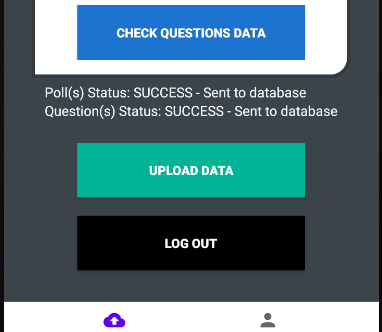 CHECK QUESTIONS DATA
Poll(s) Status: SUCCESS - Sent to database
Question(s) Status: SUCCESS - Sent to database
UPLOAD DATA
LOG OUT